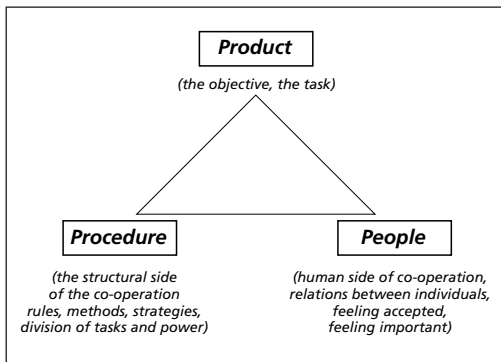 Product
(the objective, the task)
Procedure
(the structural side
of the co-operation
rules, methods, strategies,
division of tasks and power)
People
(human side of co-operation,
relations between individuals,
feeling accepted,
feeling important)